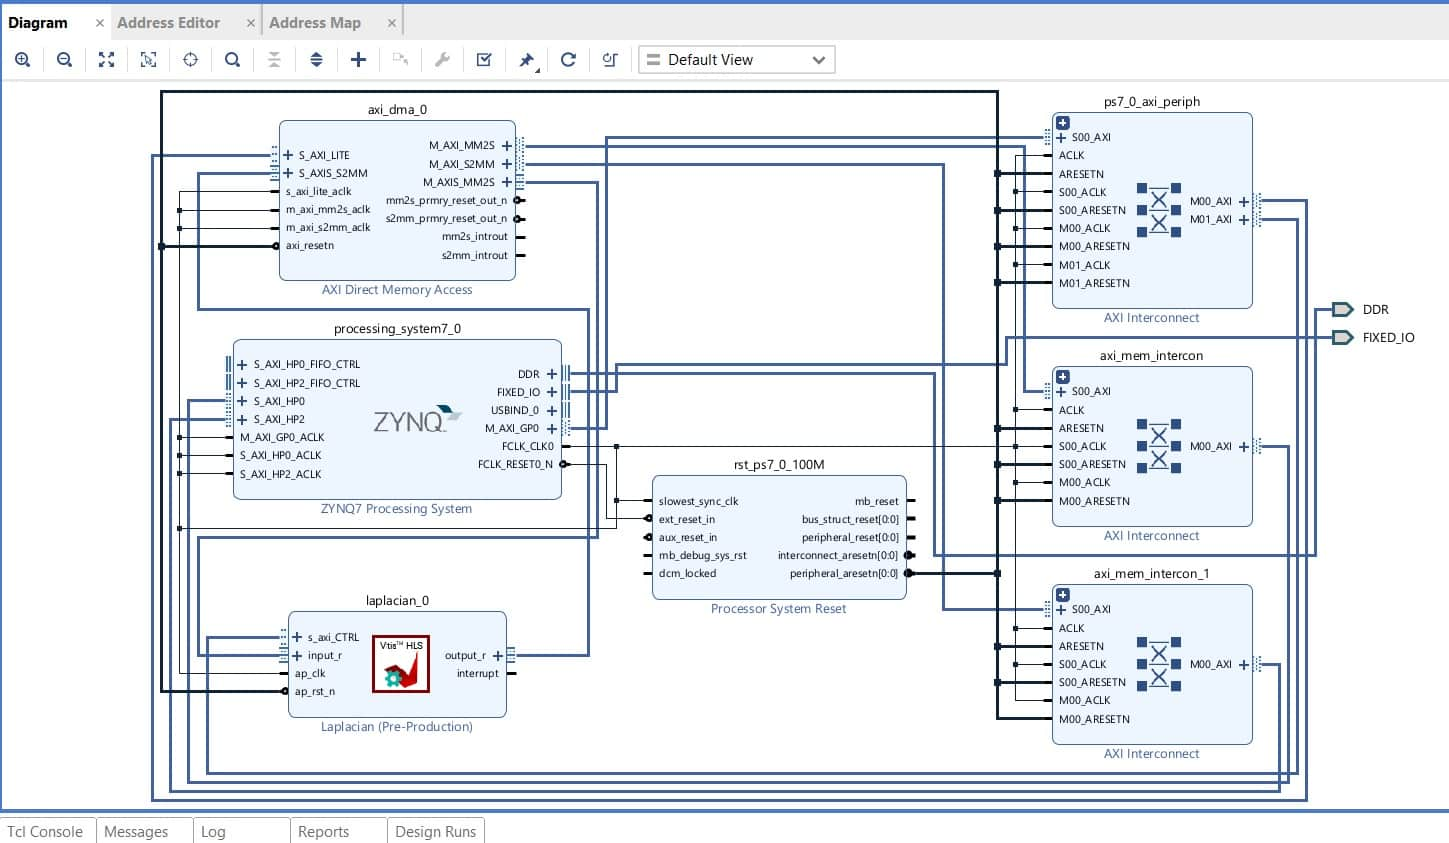 Diagram
Address Editor
Address Map
Default View
axi_dma_0
S_AXI_LITE
S_AXIS_S2MM
s_axi_lite_aclk
m_axi_mm2s_aclk
m_axi_s2mm_aclk
axi_resetn
M_AXI_MM2S
M_AXI_S2MM
M_AXIS_MM2S
mm2s_prmry_reset_out_n
s2mm_prmry_reset_out_n
mm2s_introut
s2mm_introut
AXI Direct Memory Access
processing_system7_0
S_AXI_HP0_FIFO_CTRL
S_AXI_HP2_FIFO_CTRL
S_AXI_HP0
S_AXI_HP2
M_AXI_GP0_ACLK
S_AXI_HP0_ACLK
S_AXI_HP2_ACLK
ZYNQ
DDR
FIXED_IO
USBIND_0
M_AXI_GP0
FCLK_CLK0
FCLK_RESET0_N
ZYNQ7 Processing System
laplacian_0
s_axi_CTRL
input_r
ap_clk
ap_rst_n
Vitis™ HLS
output_r
interrupt
Laplacian (Pre-Production)
rst_ps7_0_100M
slowest_sync_clk
ext_reset_in
aux_reset_in
mb_debug_sys_rst
dcm_locked
mb_reset
bus_struct_reset[0:0]
peripheral_reset[0:0]
interconnect_aresetn[0:0]
peripheral_aresetn[0:0]
Processor System Reset
ps7_0_axi_periph
S00_AXI
ACLK
ARESETN
S00_ACLK
S00_ARESETN
M00_ACLK
M00_ARESETN
M01_ACLK
M01_ARESETN
M00_AXI
M01_AXI
AXI Interconnect
axi_mem_intercon
S00_AXI
ACLK
ARESETN
S00_ACLK
S00_ARESETN
M00_ACLK
M00_ARESETN
M00_AXI
AXI Interconnect
axi_mem_intercon_1
S00_AXI
ACLK
ARESETN
S00_ACLK
S00_ARESETN
M00_ACLK
M00_ARESETN
M00_AXI
AXI Interconnect
DDR
FIXED_IO
Tcl Console
Messages
Log
Reports
Design Runs